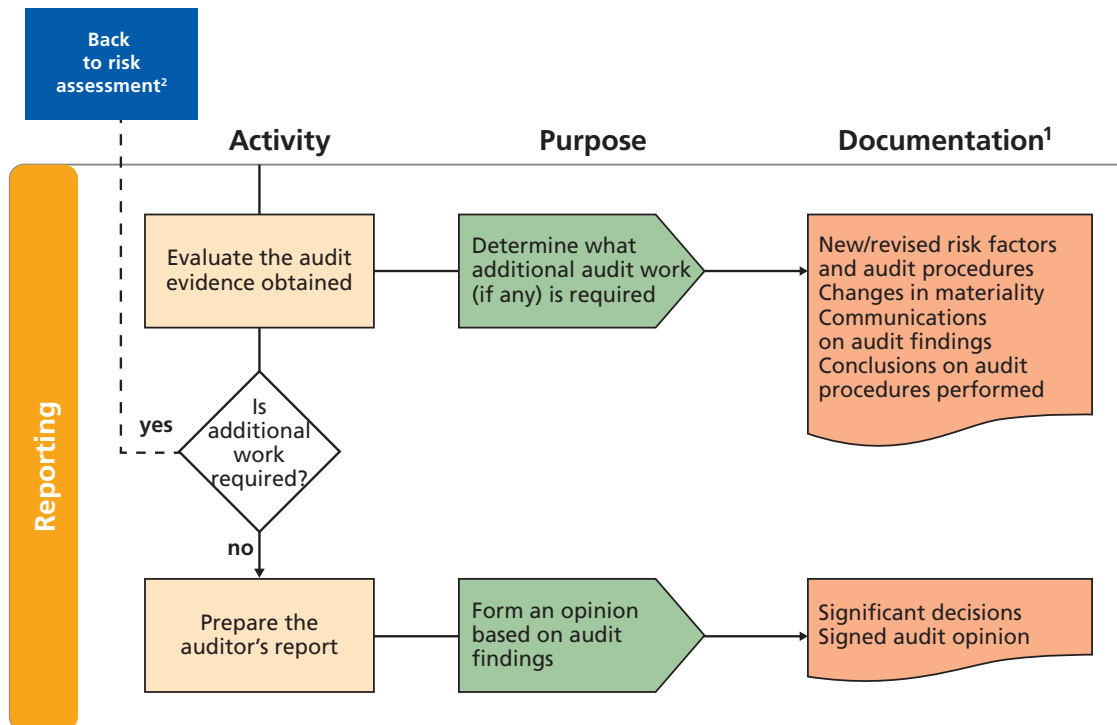 Back
to risk
assessment²
Activity
Purpose
Documentation¹
Reporting
Evaluate the audit
evidence obtained
Determine what
additional audit work
(if any) is required
New/revised risk factors
and audit procedures
Changes in materiality
Communications
on audit findings
Conclusions on audit
procedures performed
yes
Is
additional
work
required?
no
Prepare the
auditor’s report
Form an opinion
based on audit
findings
Significant decisions
Signed audit opinion